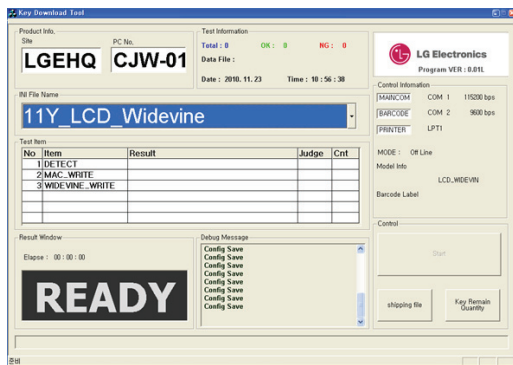 Key Download Tool
Product Info.
Site
PC No.
LGEHQ
CJW-01
Test Information
Total : 0 OK : 0 NG : 0
Data File :
Date : 2010. 11. 23 Time : 10 : 56 : 38
LG Electronics
Program VER : 0.01L
INI File Name
11Y_LCD_Widevine
Control Information
MAINCOM COM 1 115200 bps
BARCODE COM 2 9600 bps
PRINTER LPT1
MODE : Off Line
Model Info
LCD_WIDEVIN
Barcode Label
Test Item
No Item Result Judge Cnt
1 DETECT
2 MAC_WRITE
3 WIDEVINE_WRITE
Result Window
Elapse : 00 : 00 : 00
READY
Debug Message
Config Save
Config Save
Config Save
Config Save
Config Save
Config Save
Config Save
Config Save
Control
Start
shipping file
Key Remain
Quantity
준비